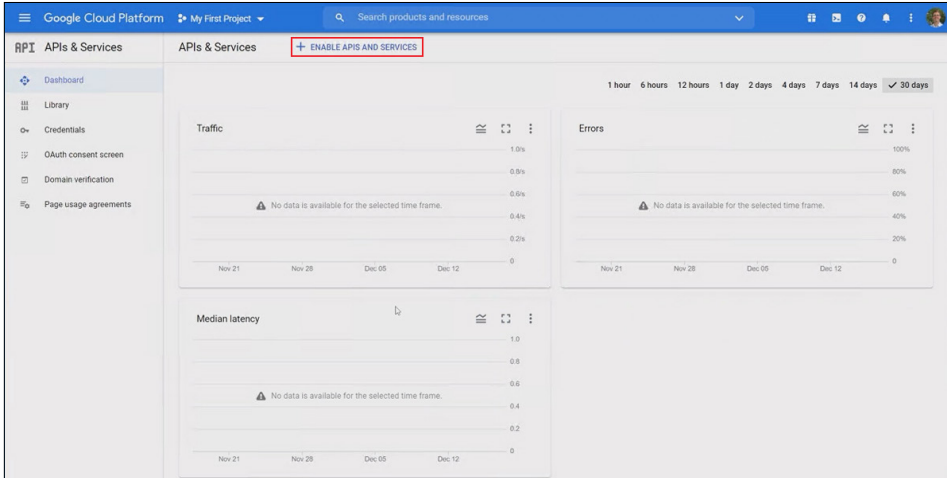 Google Cloud Platform My First Project Search products and resources
API APIs & Services APIs & Services + ENABLE APIS AND SERVICES
Dashboard
Library
Credentials
OAuth consent screen
Domain verification
Page usage agreements
1 hour 6 hours 12 hours 1 day 2 days 4 days 7 days 14 days 30 days
Traffic
1.0/s
0.8/s
0.6/s
No data is available for the selected time frame.
0.4/s
0.2/s
0
Nov 21 Nov 28 Dec 05 Dec 12
Errors
100%
80%
60%
No data is available for the selected time frame.
40%
20%
0
Nov 21 Nov 28 Dec 05 Dec 12
Median latency
1.0
0.8
0.6
No data is available for the selected time frame.
0.4
0.2
0
Nov 21 Nov 28 Dec 05 Dec 12